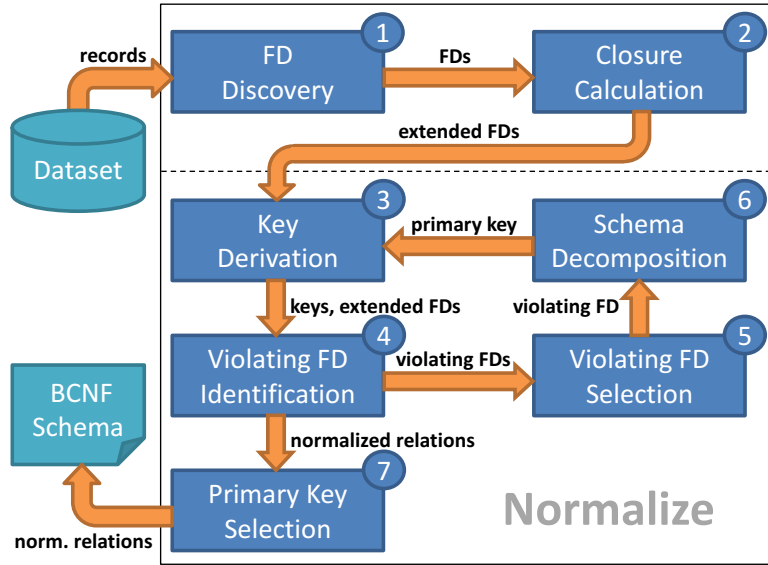 1
2
records
FD
Discovery
FDs
Closure
Calculation
extended FDs
Dataset
3
6
Key
Derivation
primary key
Schema
Decomposition
keys, extended FDs
violating FD
4
5
Violating FD
Identification
violating FDs
Violating FD
Selection
BCNF
Schema
normalized relations
7
Primary Key
Selection
Normalize
norm. relations